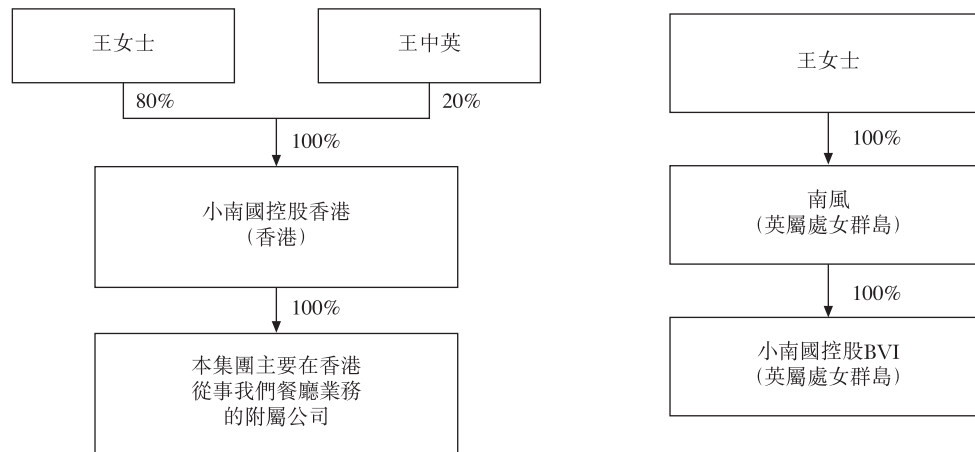 王女士
王中英
80%
20%
100%
小南國控股香港
(香港)
100%
本集團主要在香港
從事我們餐廳業務
的附屬公司
王女士
100%
南風
(英屬處女群島)
100%
小南國控股BVI
(英屬處女群島)